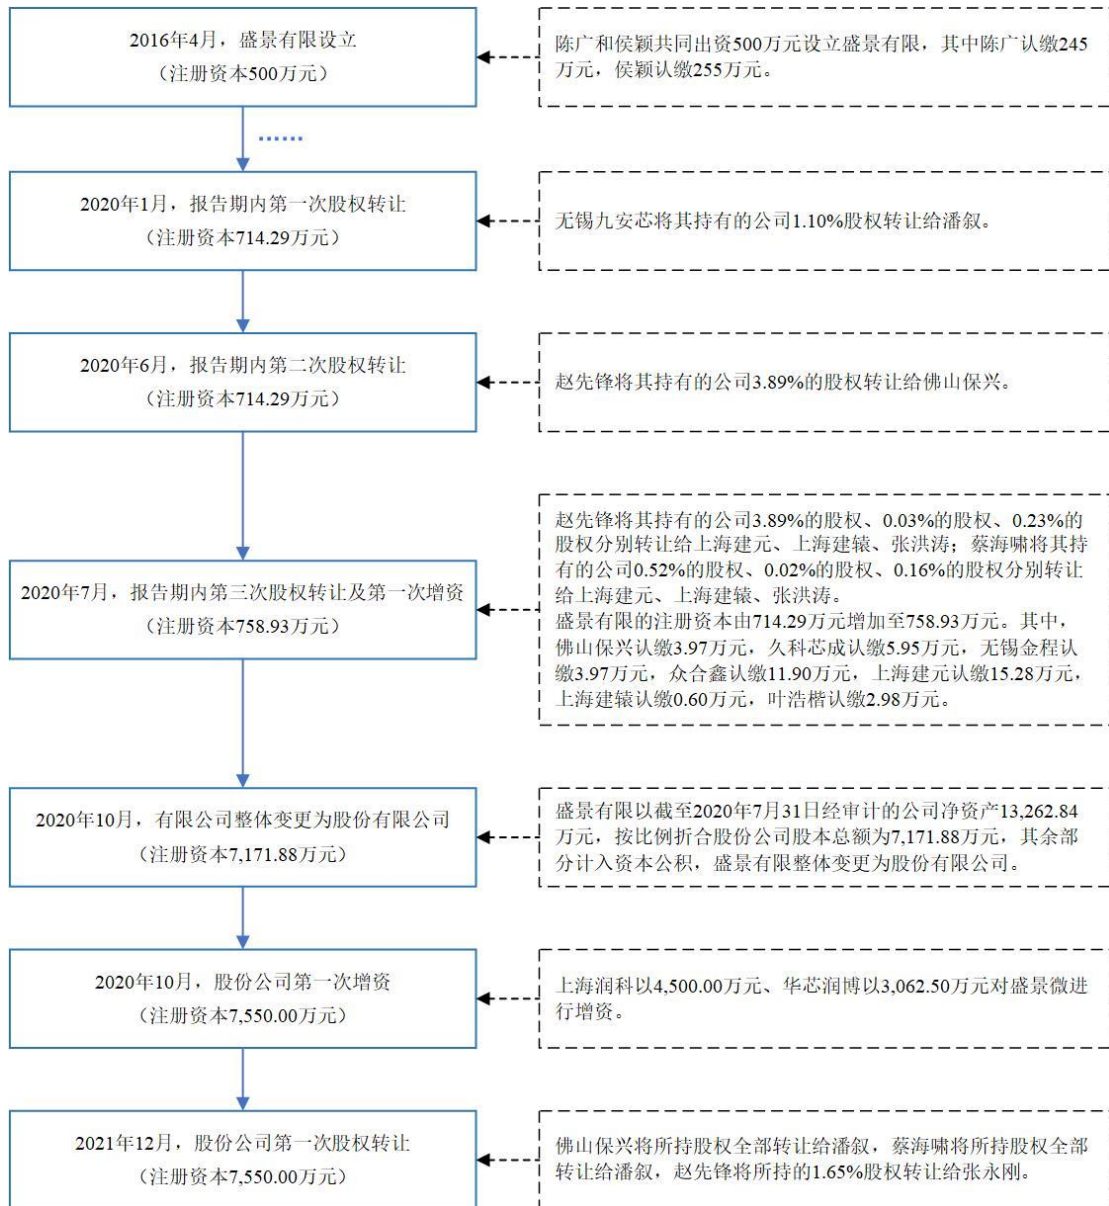 2016年4月，盛景有限设立
（注册资本500万元）
陈广和侯颖共同出资500万元设立盛景有限，其中陈广认缴245
万元，侯颖认缴255万元。
……
2020年1月，报告期内第一次股权转让
（注册资本714.29万元）
无锡九安芯将其持有的公司1.10%股权转让给潘叙。
2020年6月，报告期内第二次股权转让
（注册资本714.29万元）
赵先锋将其持有的公司3.89%的股权转让给佛山保兴。
2020年7月，报告期内第三次股权转让及第一次增资
（注册资本758.93万元）
赵先锋将其持有的公司3.89%的股权、0.03%的股权、0.23%的
股权分别转让给上海建元、上海建辕、张洪涛；蔡海啸将其持
有的公司0.52%的股权、0.02%的股权、0.16%的股权分别转让
给上海建元、上海建辕、张洪涛。
盛景有限的注册资本由714.29万元增加至758.93万元。其中，
佛山保兴认缴3.97万元，久科芯成认缴5.95万元，无锡金程认
缴3.97万元，众合鑫认缴11.90万元，上海建元认缴15.28万元，
上海建辕认缴0.60万元，叶浩楷认缴2.98万元。
2020年10月，有限公司整体变更为股份有限公司
（注册资本7,171.88万元）
盛景有限以截至2020年7月31日经审计的公司净资产13,262.84
万元，按比例折合股份公司股本总额为7,171.88万元，其余部
分计入资本公积，盛景有限整体变更为股份有限公司。
2020年10月，股份公司第一次增资
（注册资本7,550.00万元）
上海润科以4,500.00万元、华芯润博以3,062.50万元对盛景微进
行增资。
2021年12月，股份公司第一次股权转让
（注册资本7,550.00万元）
佛山保兴将所持股权全部转让给潘叙，蔡海啸将所持股权全部
转让给潘叙，赵先锋将所持的1.65%股权转让给张永刚。